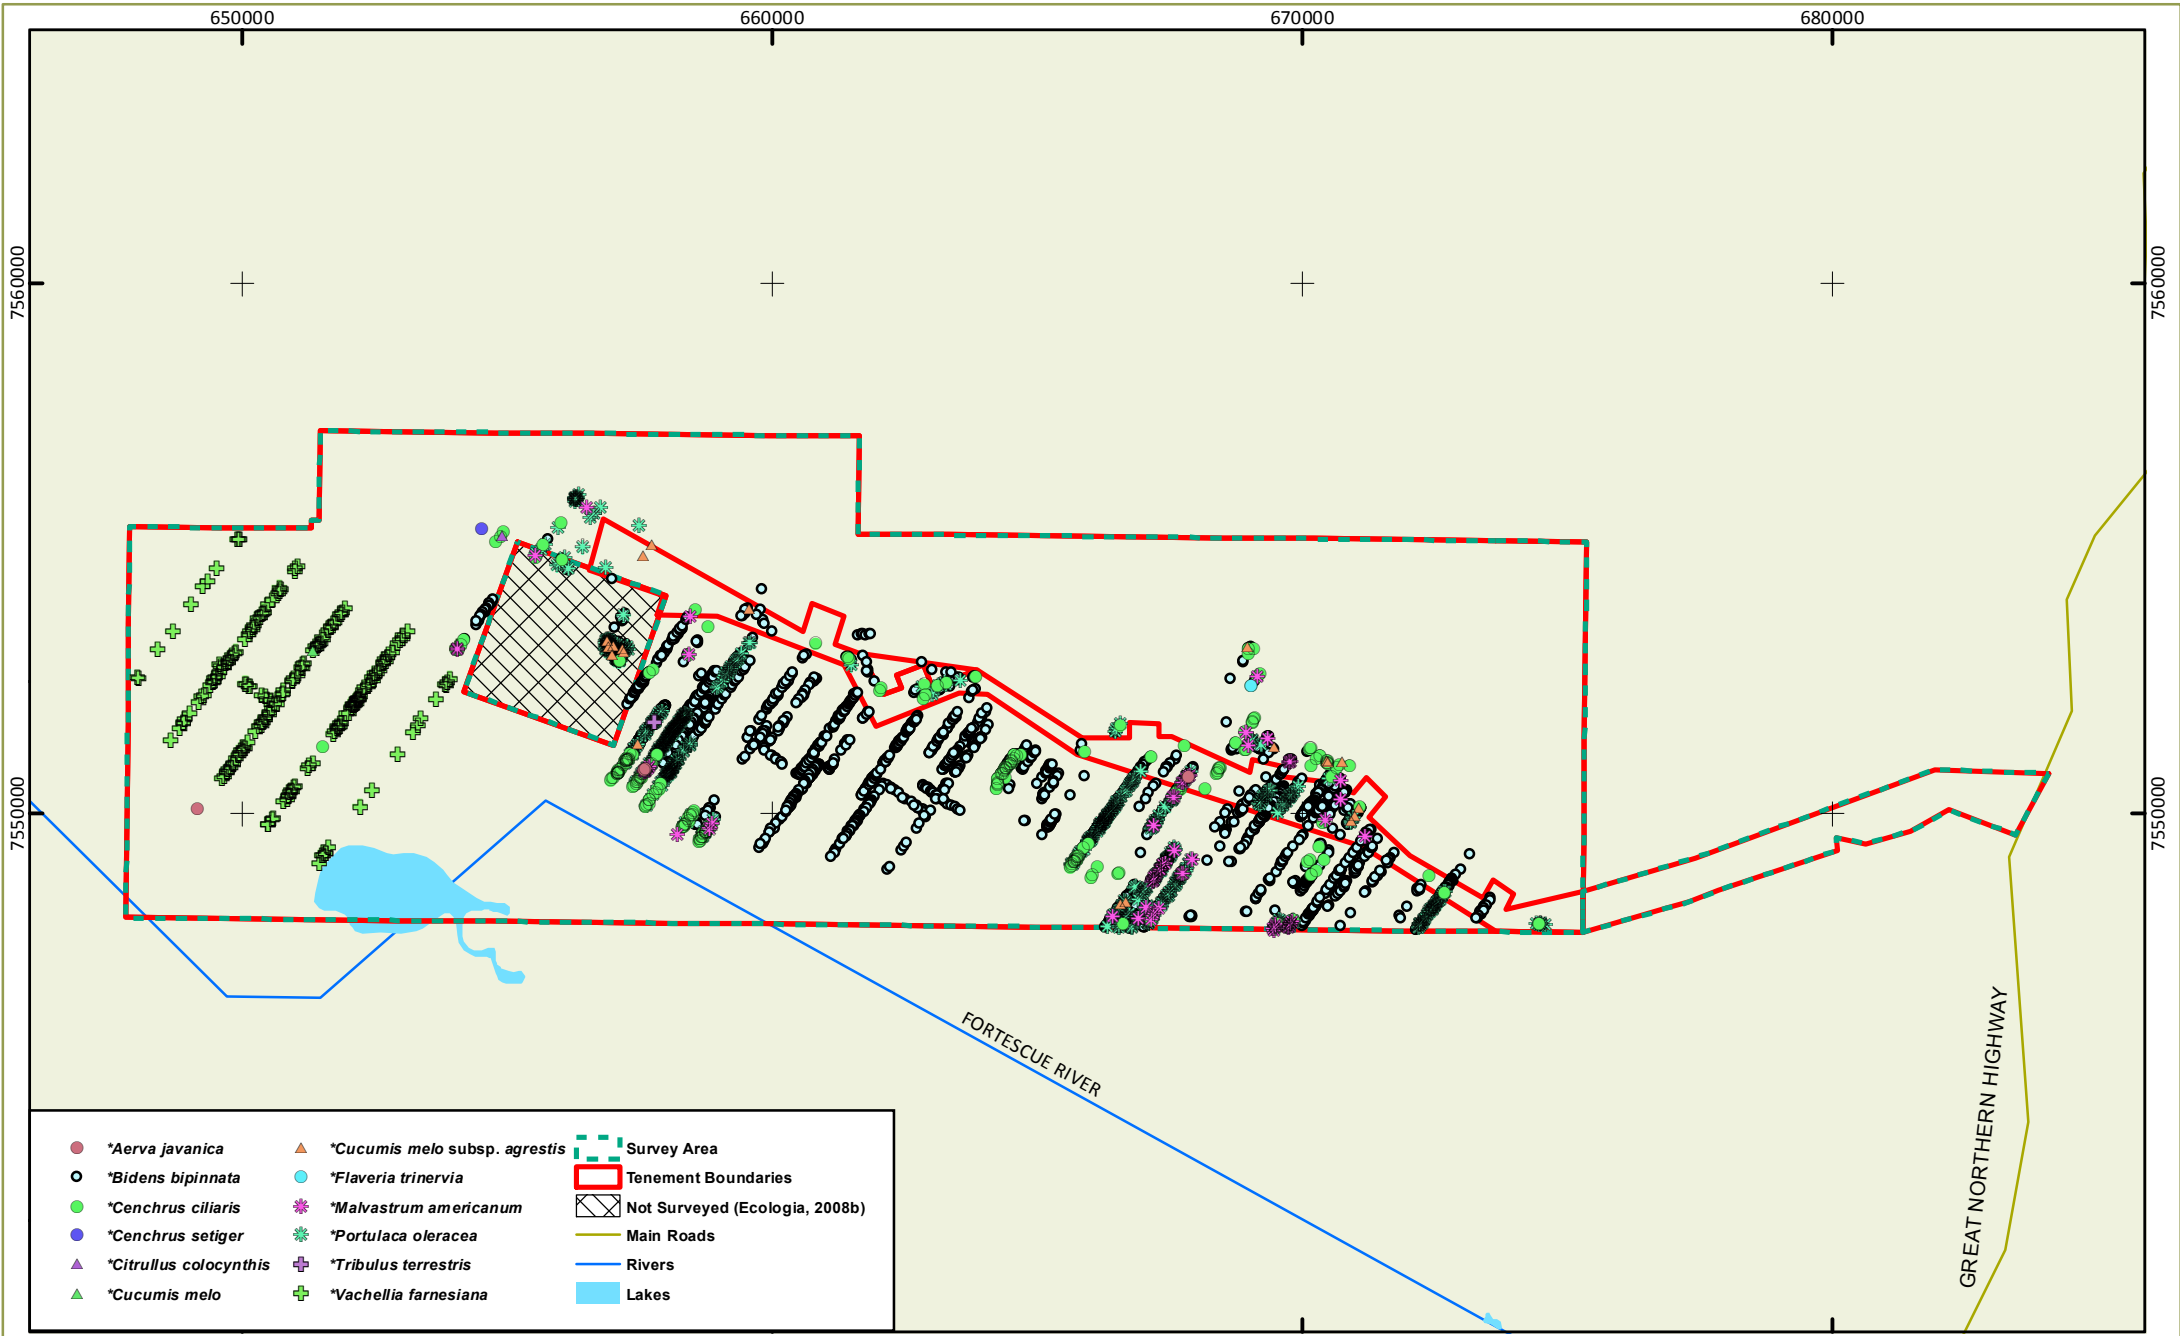 650000 660000 670000 680000
7560000 7560000
7550000 7550000
FORTESCUE RIVER
GREAT NORTHERN HIGHWAY
*Aerva javanica
*Bidens bipinnata
*Cenchrus ciliaris
*Cenchrus setiger
*Citrullus colocynthis
*Cucumis melo
*Cucumis melo subsp. agrestis
*Flaveria trinervia
*Malvastrum americanum
*Portulaca oleracea
*Tribulus terrestris
*Vachellia farnesiana
Survey Area
Tenement Boundaries
Not Surveyed (Ecologia, 2008b)
Main Roads
Rivers
Lakes